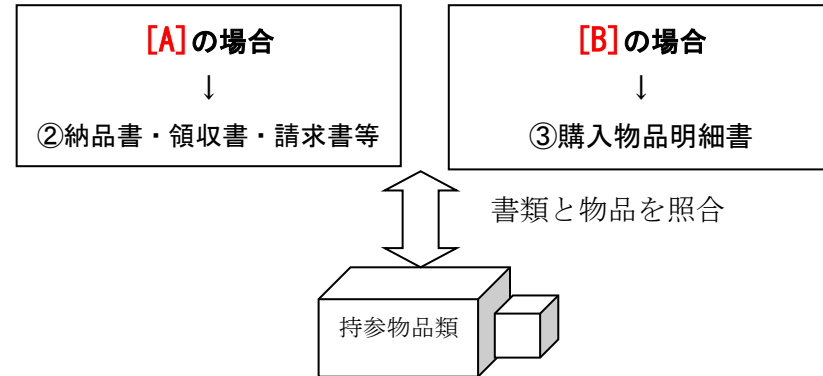 [A]の場合
↓
②納品書・領収書・請求書等
[B]の場合
↓
③購入物品明細書
書類と物品を照合
持参物品類